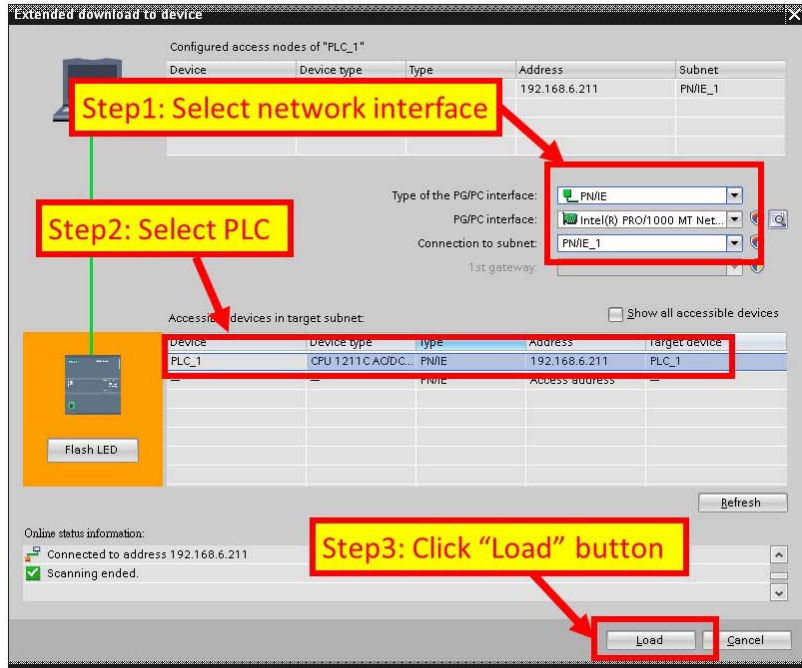 Extended download to device
Configured access nodes of "PLC_1"
Device Device type Type Address Subnet
192.168.6.211 PN/IE_1
Step1: Select network interface
Type of the PG/PC interface: PN/IE
PG/PC interface: Intel(R) PRO/1000 MT Net...
Connection to subnet: PN/IE_1
1st gateway:
Step2: Select PLC
Accessible devices in target subnet: Show all accessible devices
Device Device type Type Address Target device
PLC_1 CPU 1211C AC/DC... PN/IE 192.168.6.211 PLC_1
— — PN/IE Access address —
Flash LED
Refresh
Online status information:
Connected to address 192.168.6.211
Scanning ended.
Step3: Click “Load” button
Load Cancel